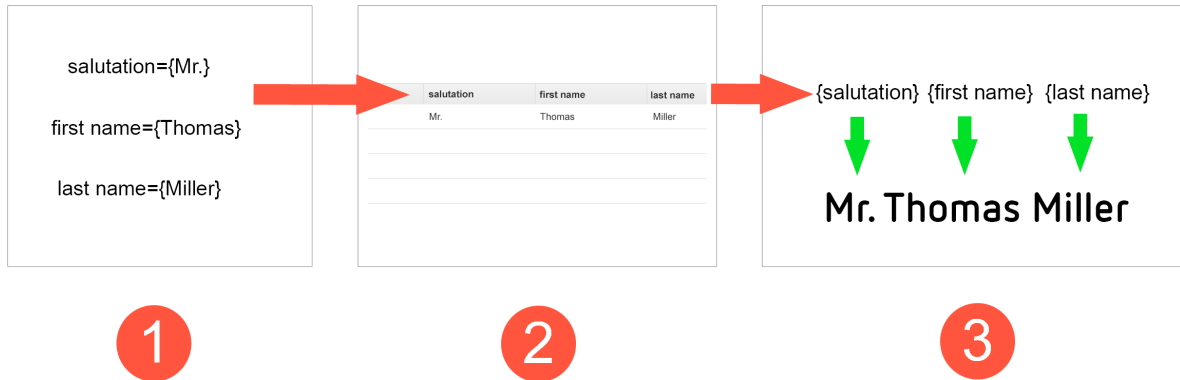 salutation={Mr.}
first name={Thomas}
last name={Miller}
salutation first name last name
Mr. Thomas Miller
{salutation} {first name} {last name}
Mr. Thomas Miller
1
2
3